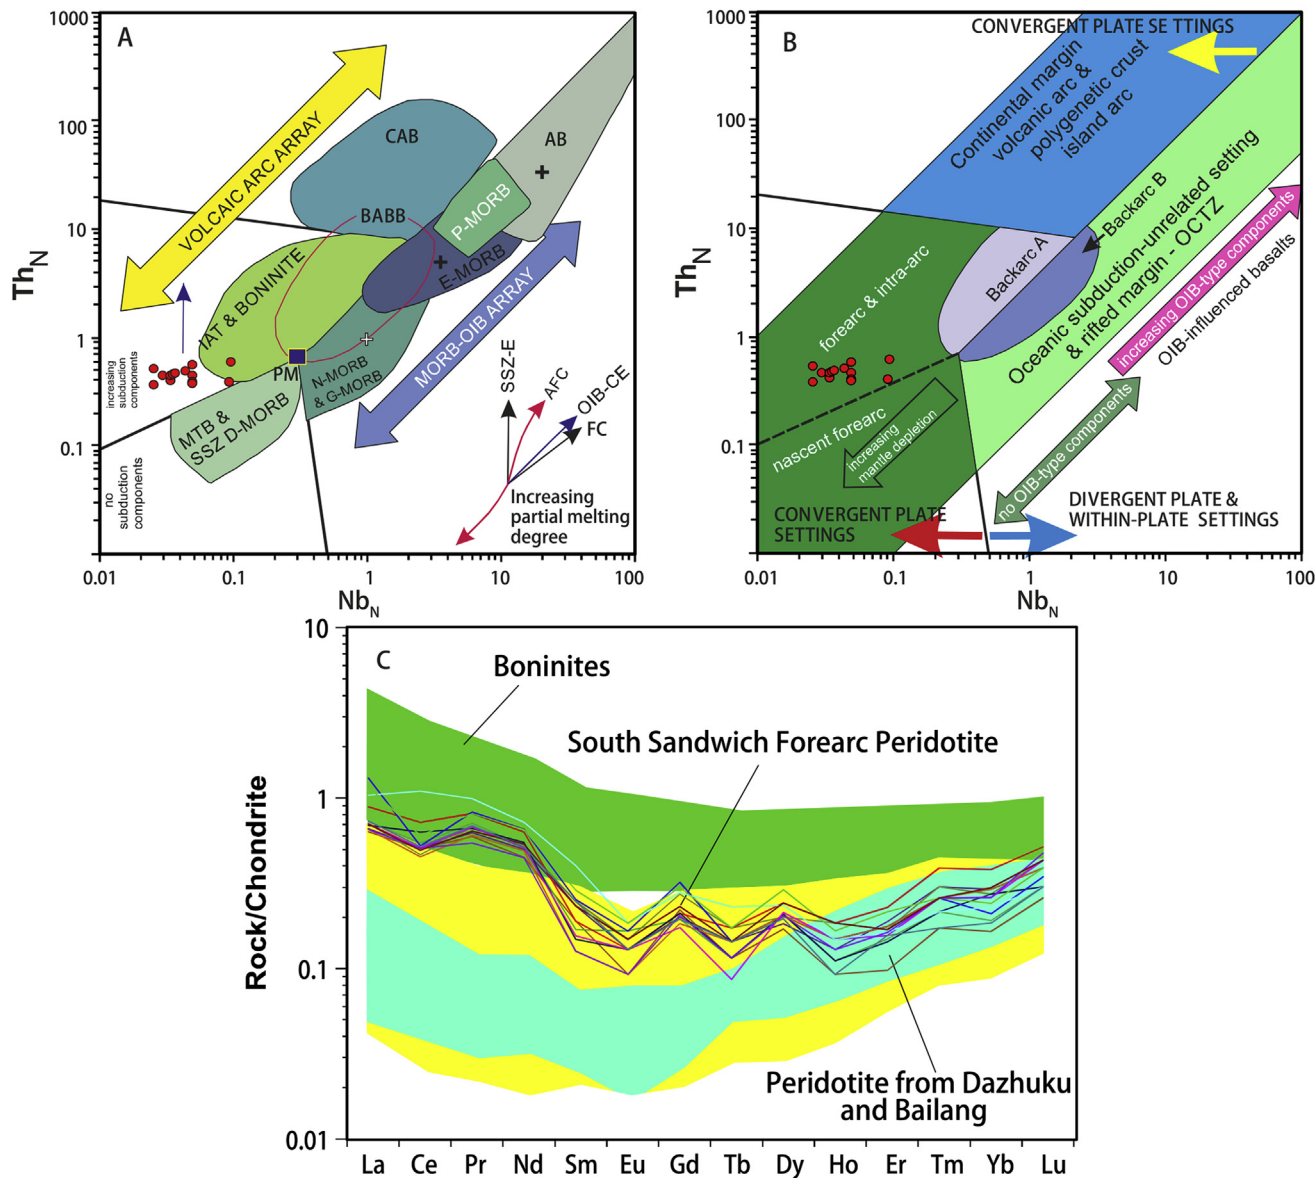 A
1000
100
10
1
0.1
0.01
0.1
1
10
100
Th_N
Nb_N
VOLCAIC ARC ARRAY
CAB
AB
P-MORB
BABB
E-MORB
IAT & BONINITE
MORB-OIB ARRAY
PM
N-MORB
& G-MORB
MTB &
SSZ D-MORB
increasing
subduction
components
no
subduction
components
SSZ-E
AFC
OIB-CE
FC
Increasing
partial melting
degree
B
1000
100
10
1
0.1
0.01
0.1
1
10
100
Th_N
Nb_N
CONVERGENT PLATE SETTINGS
Continental margin
volcanic arc &
polygenetic crust
island arc
Backarc B
Backarc A
forearc & intra-arc
Oceanic subduction-unrelated setting
& rifted margin - OCTZ
increasing OIB-type components
OIB-influenced basalts
nascent forearc
increasing
mantle depletion
no OIB-type components
CONVERGENT PLATE
SETTINGS
DIVERGENT PLATE &
WITHIN-PLATE SETTINGS
C
10
1
0.1
0.01
Rock/Chondrite
Boninites
South Sandwich Forearc Peridotite
Peridotite from Dazhuku
and Bailang
La Ce Pr Nd Sm Eu Gd Tb Dy Ho Er Tm Yb Lu